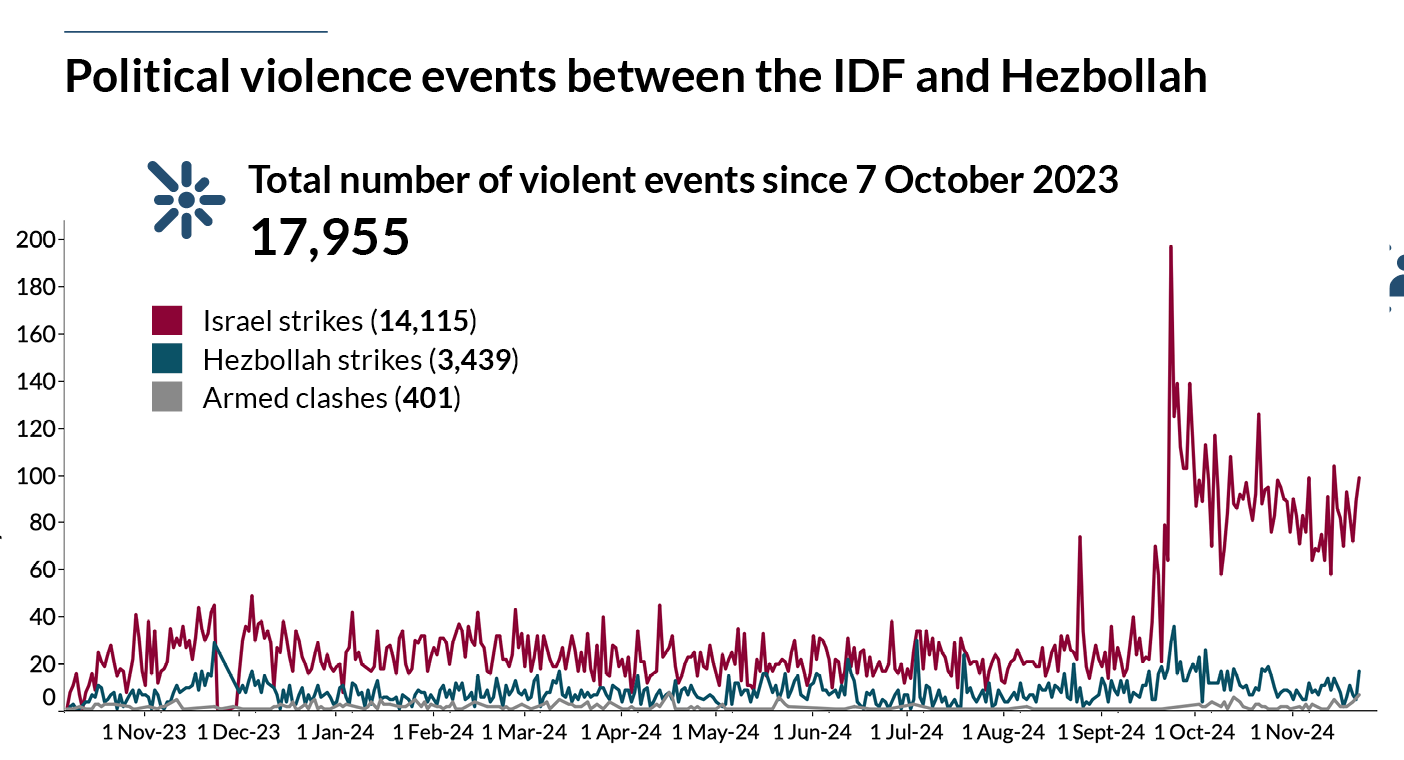 Political violence events between the IDF and Hezbollah
Total number of violent events since 7 October 2023
17,955
Israel strikes (14,115)
Hezbollah strikes (3,439)
Armed clashes (401)
200
180
160
140
120
100
80
60
40
20
0
1 Nov-23 1 Dec-23 1 Jan-24 1 Feb-24 1 Mar-24 1 Apr-24 1 May-24 1 Jun-24 1 Jul-24 1 Aug-24 1 Sept-24 1 Oct-24 1 Nov-24